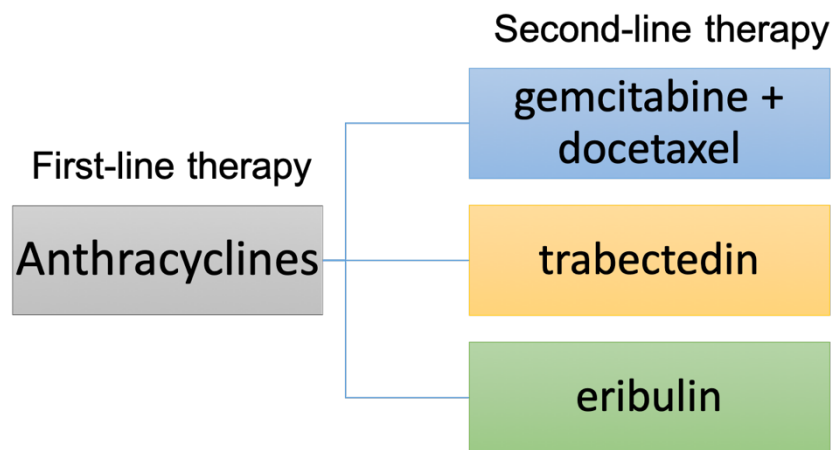 First-line therapy
Anthracyclines
Second-line therapy
gemcitabine +
docetaxel
trabectedin
eribulin